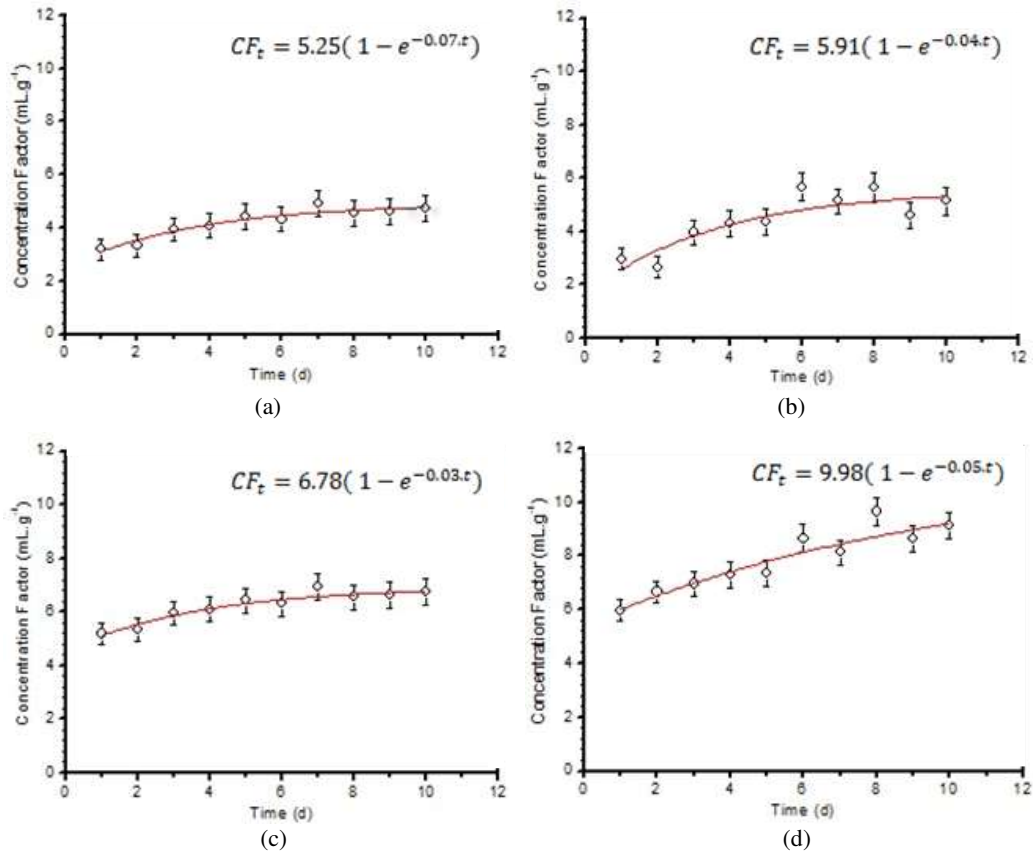 CF_t = 5.25( 1 − e^{−0.07.t})
Concentration Factor (mL.g⁻¹)
12
10
8
6
4
2
0
0 2 4 6 8 10 12
Time (d)
(a)
CF_t = 5.91( 1 − e^{−0.04.t})
Concentration Factor (mL.g⁻¹)
12
10
8
6
4
2
0
0 2 4 6 8 10 12
Time (d)
(b)
CF_t = 6.78( 1 − e^{−0.03.t})
Concentration Factor (mL.g⁻¹)
12
10
8
6
4
2
0
0 2 4 6 8 10 12
Time (d)
(c)
CF_t = 9.98( 1 − e^{−0.05.t})
Concentration Factor (mL.g⁻¹)
12
10
8
6
4
2
0
0 2 4 6 8 10 12
Time (d)
(d)